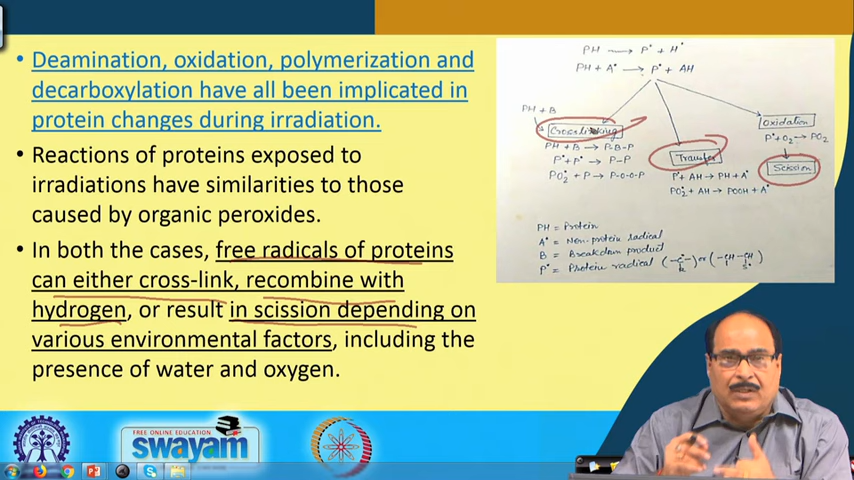 Deamination, oxidation, polymerization and
decarboxylation have all been implicated in
protein changes during irradiation.
Reactions of proteins exposed to
irradiations have similarities to those
caused by organic peroxides.
In both the cases, free radicals of proteins
can either cross-link, recombine with
hydrogen, or result in scission depending on
various environmental factors, including the
presence of water and oxygen.
PH → P• + H•
PH + A• → P• + AH
PH + B
Crosslinking
PH + B → P-B-P
P• + P• → P-P
PO₂• + P → P-O-O-P
Transfer
P• + AH → PH + A•
PO₂• + AH → POOH + A•
Oxidation
P• + O₂ → PO₂
Scission
PH = Protein
A• = Non-protein radical
B = Breakdown product
P• = Protein radical
or
FREE ONLINE EDUCATION
swayam